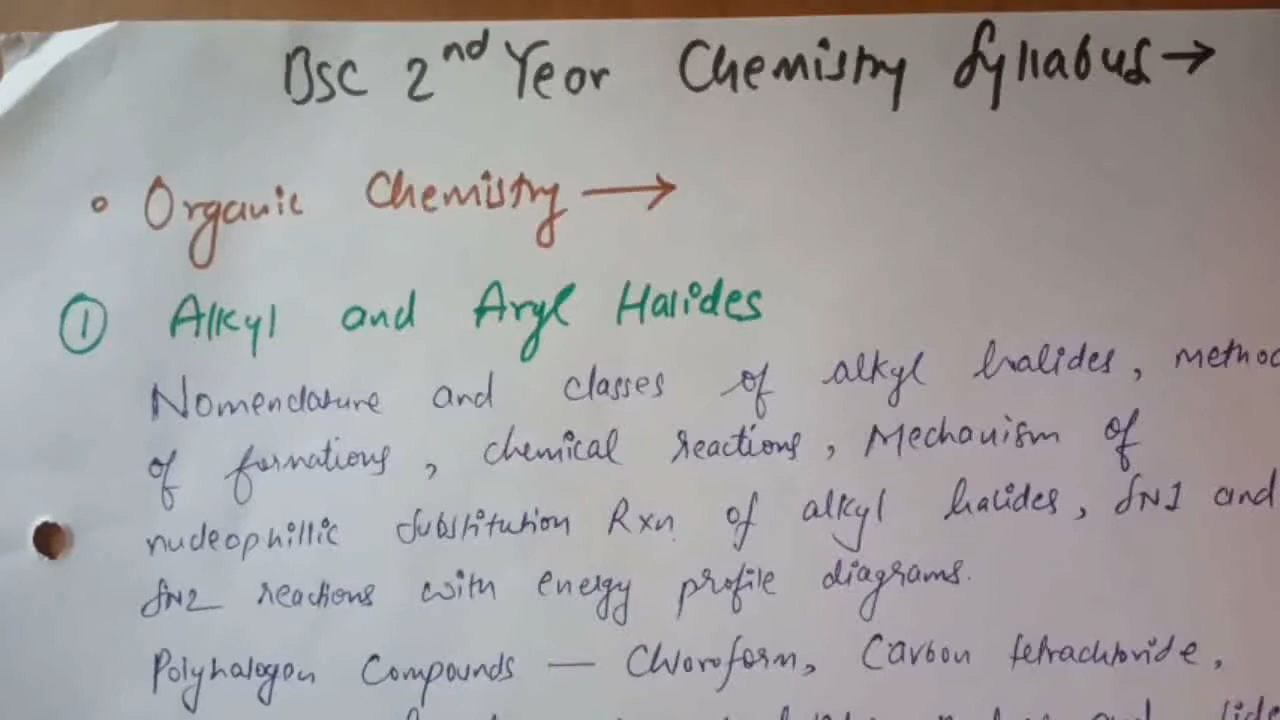 BSC 2nd Year Chemistry Syllabus →
• Organic Chemistry →
① Alkyl and Aryl Halides
Nomenclature and classes of alkyl halides, method
of formations, chemical reactions, Mechanism of
nucleophillic substitution Rxn of alkyl halides, SN1 and
SN2 reactions with energy profile diagrams.
Polyhalogen Compounds — Chloroform, Carbon tetrachloride,